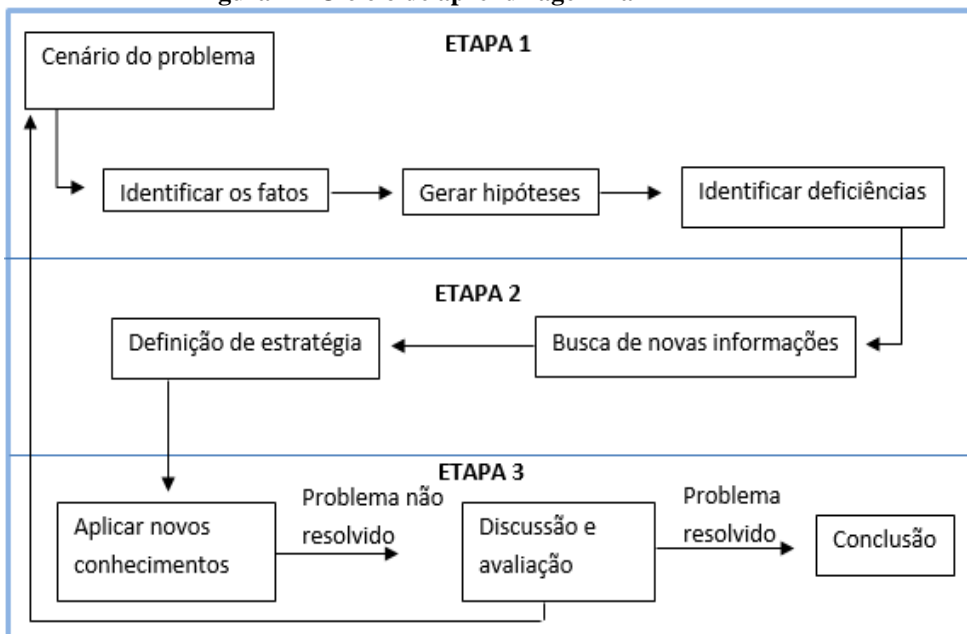 ETAPA 1
Cenário do problema
Identificar os fatos
Gerar hipóteses
Identificar deficiências
ETAPA 2
Definição de estratégia
Busca de novas informações
ETAPA 3
Aplicar novos
conhecimentos
Problema não
resolvido
Discussão e
avaliação
Problema
resolvido
Conclusão